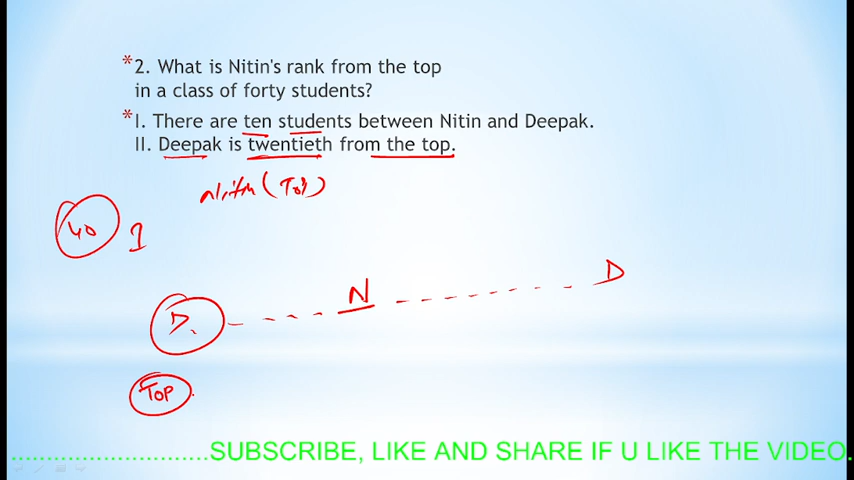 *2. What is Nitin's rank from the top
in a class of forty students?
*I. There are ten students between Nitin and Deepak.
II. Deepak is twentieth from the top.
nitin (Top)
40 I
N D
D.
TOP
............................SUBSCRIBE, LIKE AND SHARE IF U LIKE THE VIDEO.